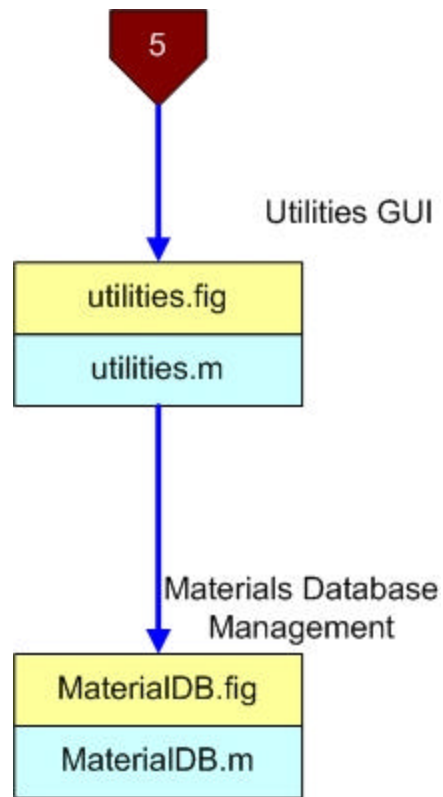 5
Utilities GUI
utilities.fig
utilities.m
Materials Database
Management
MaterialDB.fig
MaterialDB.m